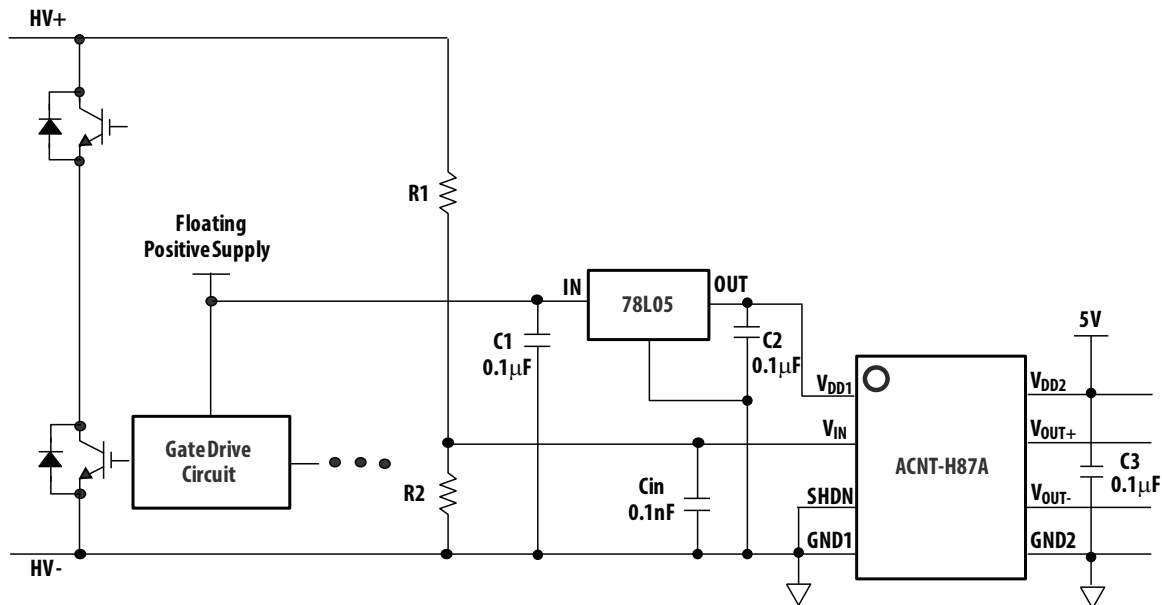 HV+
R1
Floating
Positive Supply
IN
OUT
78L05
5V
C1
0.1µF
C2
0.1µF
VDD1
VDD2
Gate Drive
Circuit
VIN
ACNT-H87A
VOUT+
C3
0.1µF
R2
Cin
0.1nF
SHDN
VOUT-
GND1
GND2
HV-